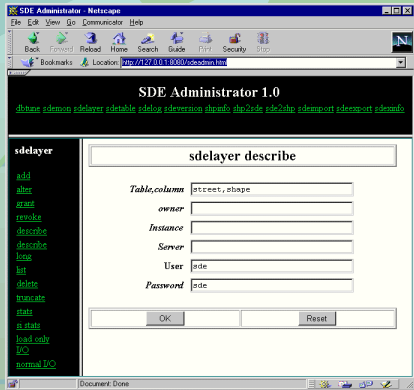 SDE Administrator - Netscape
File Edit View Go Communicator Help
Back Forward Reload Home Search Guide Print Security Stop
N
Bookmarks Location: http://127.0.0.1:8080/sdeadmin.htm
SDE Administrator 1.0
dbtune sdemon sdelayer sdetable sdelog sdeversion shpinfo shp2sde sde2shp sdeimport sdeexport sdexinfo
sdelayer
add
alter
grant
revoke
describe
describe
long
list
delete
truncate
stats
si stats
load only
I/O
normal I/O
sdelayer describe
Table,column street,shape
owner
Instance
Server
User sde
Password sde
OK Reset
Document: Done